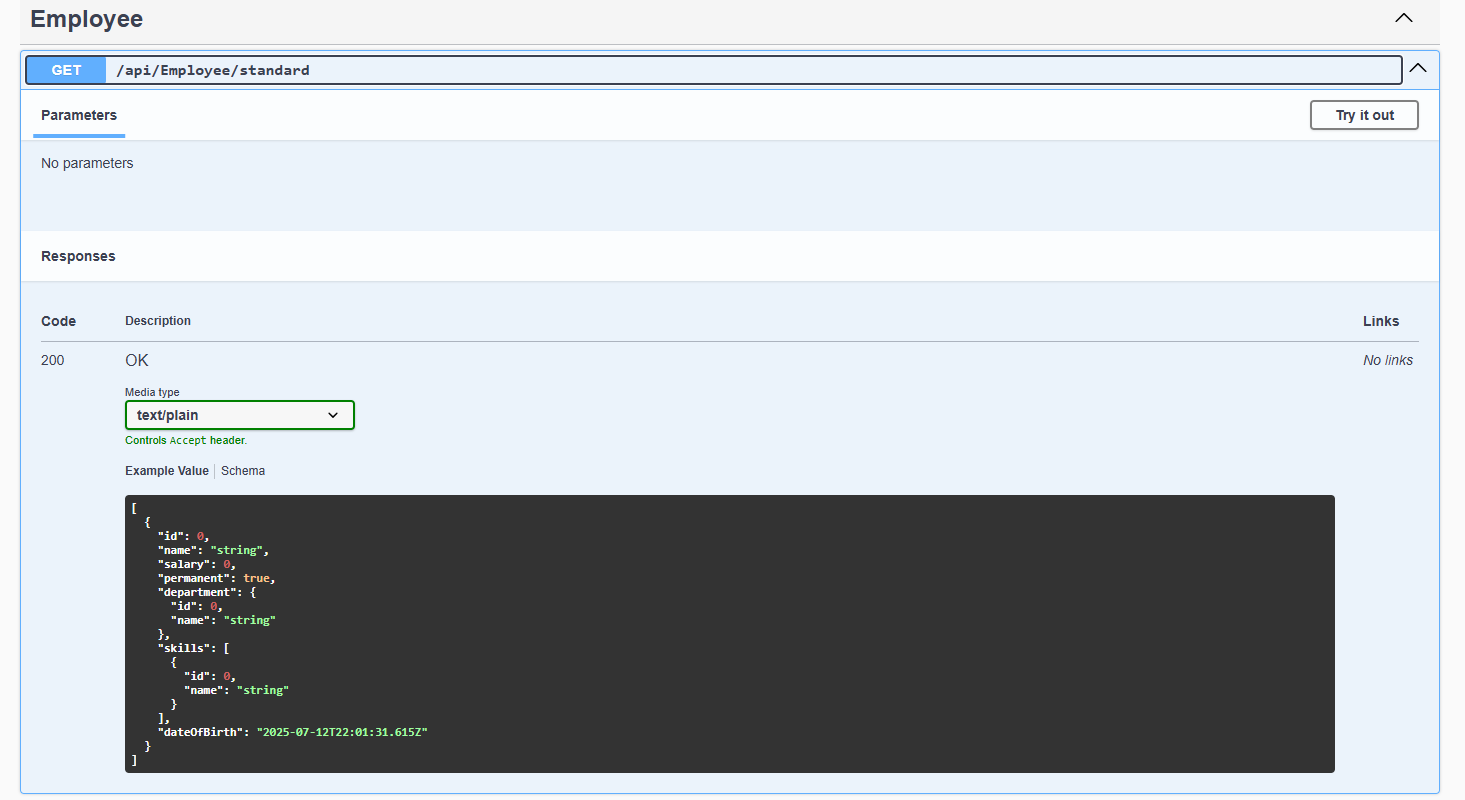 Employee
GET /api/Employee/standard
Parameters
Try it out
No parameters
Responses
Code Description Links
200 OK No links
Media type
text/plain
Controls Accept header.
Example Value Schema
[
  {
    "id": 0,
    "name": "string",
    "salary": 0,
    "permanent": true,
    "department": {
      "id": 0,
      "name": "string"
    },
    "skills": [
      {
        "id": 0,
        "name": "string"
      }
    ],
    "dateOfBirth": "2025-07-12T22:01:31.615Z"
  }
]